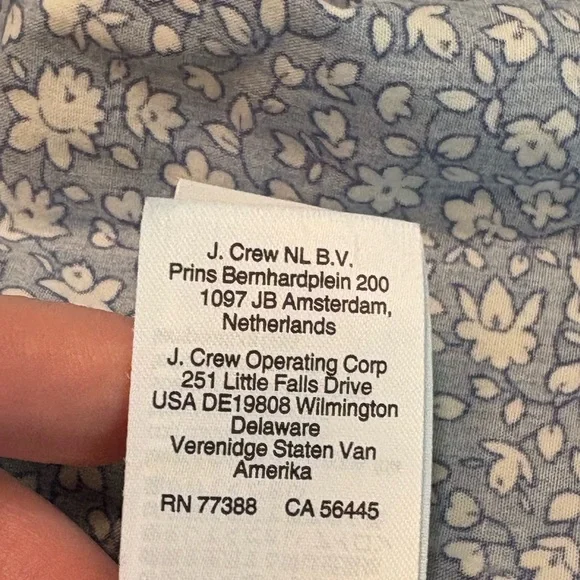 J. Crew NL B.V.
Prins Bernhardplein 200
1097 JB Amsterdam,
Netherlands
J. Crew Operating Corp
251 Little Falls Drive
USA DE19808 Wilmington
Delaware
Verenidge Staten Van
Amerika
RN 77388 CA 56445